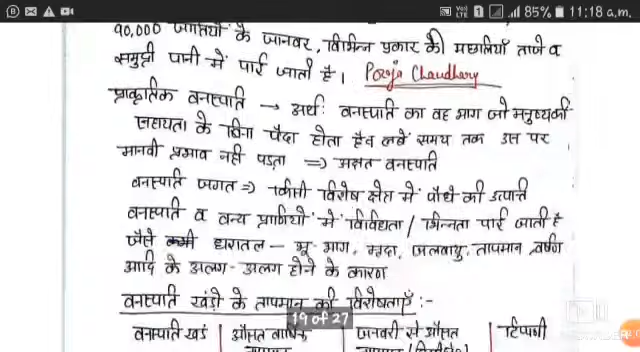 85% 11:18 a.m.
90,000 जातियों के जानवर, विभिन्न प्रकार की मछलियाँ ताजे व
समुद्री पानी में पाई जाती है। Pooja Chaudhary
प्राकृतिक वनस्पति → अर्थ: वनस्पति का वह भाग जो मनुष्य की
सहायता के बिना पैदा होता है व लंबे समय तक उस पर
मानवी प्रभाव नहीं पड़ता ⇒ अक्षत वनस्पति
वनस्पति जगत ⇒ किसी विशेष क्षेत्र में पौधे की उत्पत्ति
वनस्पति व वन्य प्राणियों में विविधता / भिन्नता पाई जाती है
जैसे धरातल - भू भाग, मृदा, जलवायु, तापमान, वर्षण
आदि के अलग-अलग होने के कारण
वनस्पति खंडो के तापमान की विशेषताएँ :-
19 of 27
वनस्पति खंड औसत वार्षिक जनवरी से औसत टिप्पणी